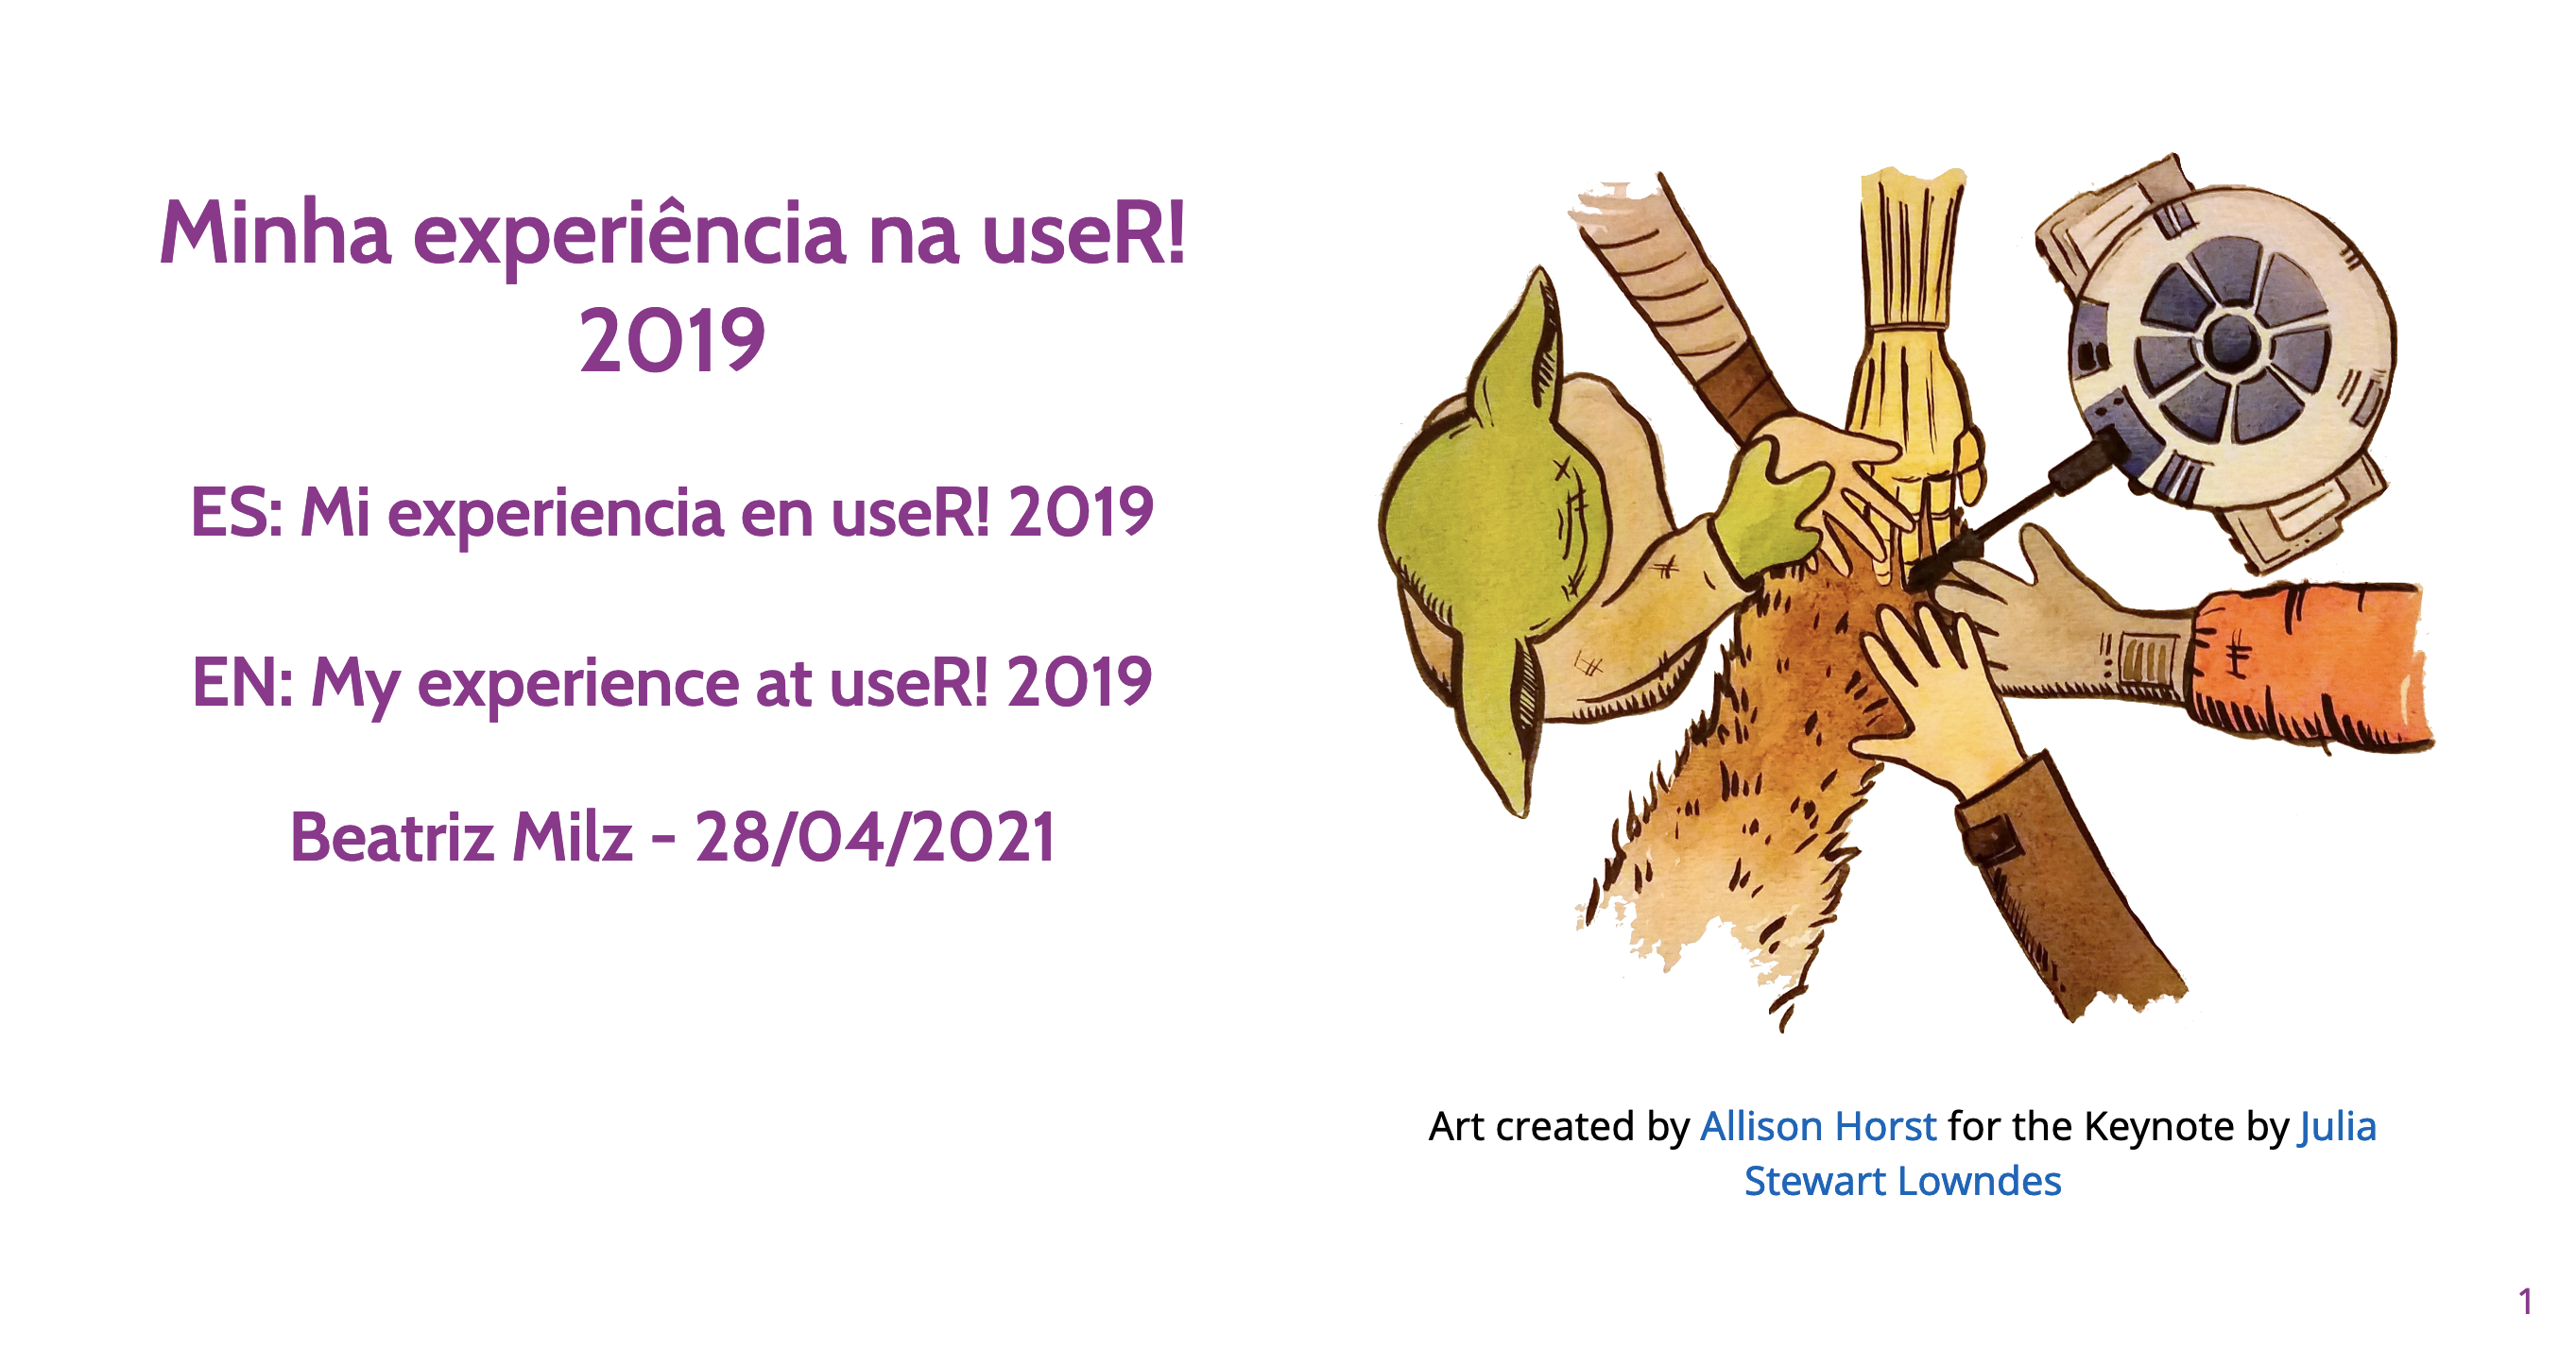 Minha experiência na useR!
2019
ES: Mi experiencia en useR! 2019
EN: My experience at useR! 2019
Beatriz Milz - 28/04/2021
Art created by Allison Horst for the Keynote by Julia
Stewart Lowndes
1